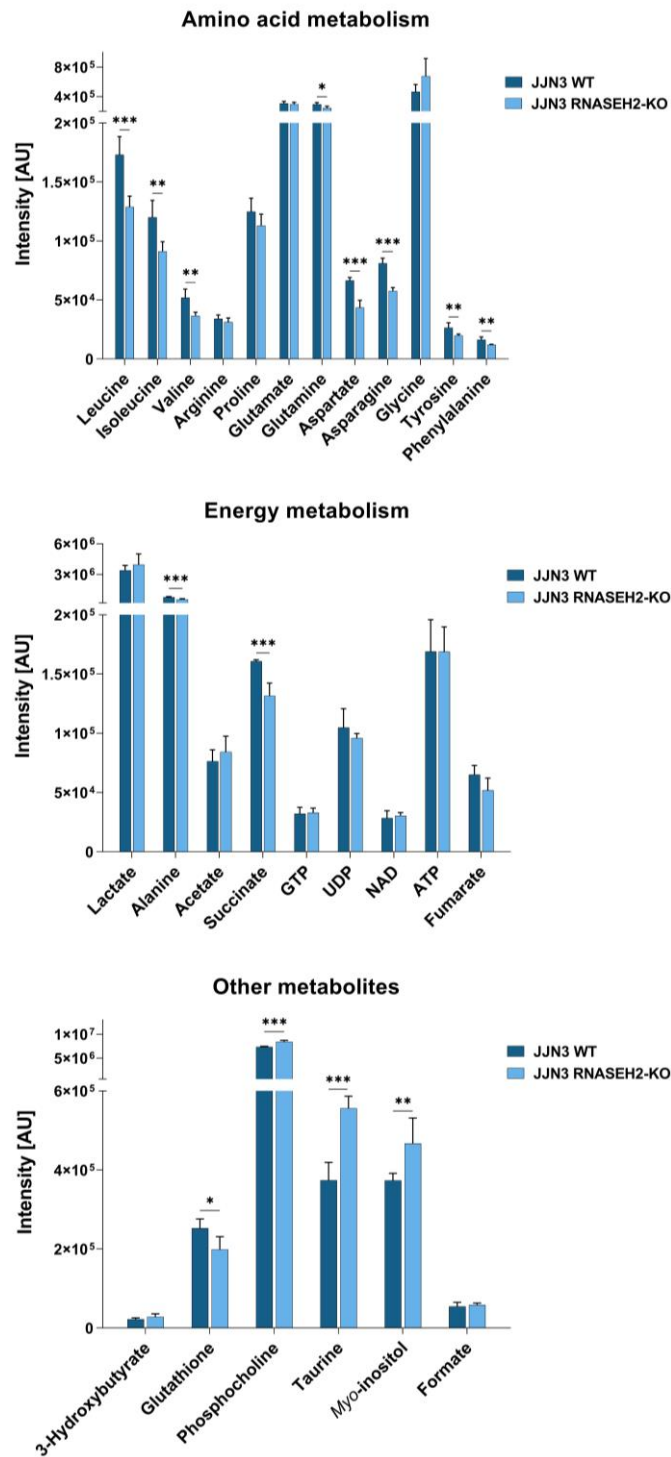 Amino acid metabolism
8×10⁵
4×10⁵
2×10⁵
1.5×10⁵
1×10⁵
5×10⁴
0
Intensity [AU]
JJN3 WT
JJN3 RNASEH2-KO
***
**
**
*
***
***
**
**
Leucine
Isoleucine
Valine
Arginine
Proline
Glutamate
Glutamine
Aspartate
Asparagine
Glycine
Tyrosine
Phenylalanine
Energy metabolism
6×10⁶
3×10⁶
2×10⁵
1.5×10⁵
1×10⁵
5×10⁴
0
Intensity [AU]
JJN3 WT
JJN3 RNASEH2-KO
***
***
Lactate
Alanine
Acetate
Succinate
GTP
UDP
NAD
ATP
Fumarate
Other metabolites
1×10⁷
5×10⁶
6×10⁵
4×10⁵
2×10⁵
0
Intensity [AU]
JJN3 WT
JJN3 RNASEH2-KO
*
***
***
**
3-Hydroxybutyrate
Glutathione
Phosphocholine
Taurine
Myo-inositol
Formate